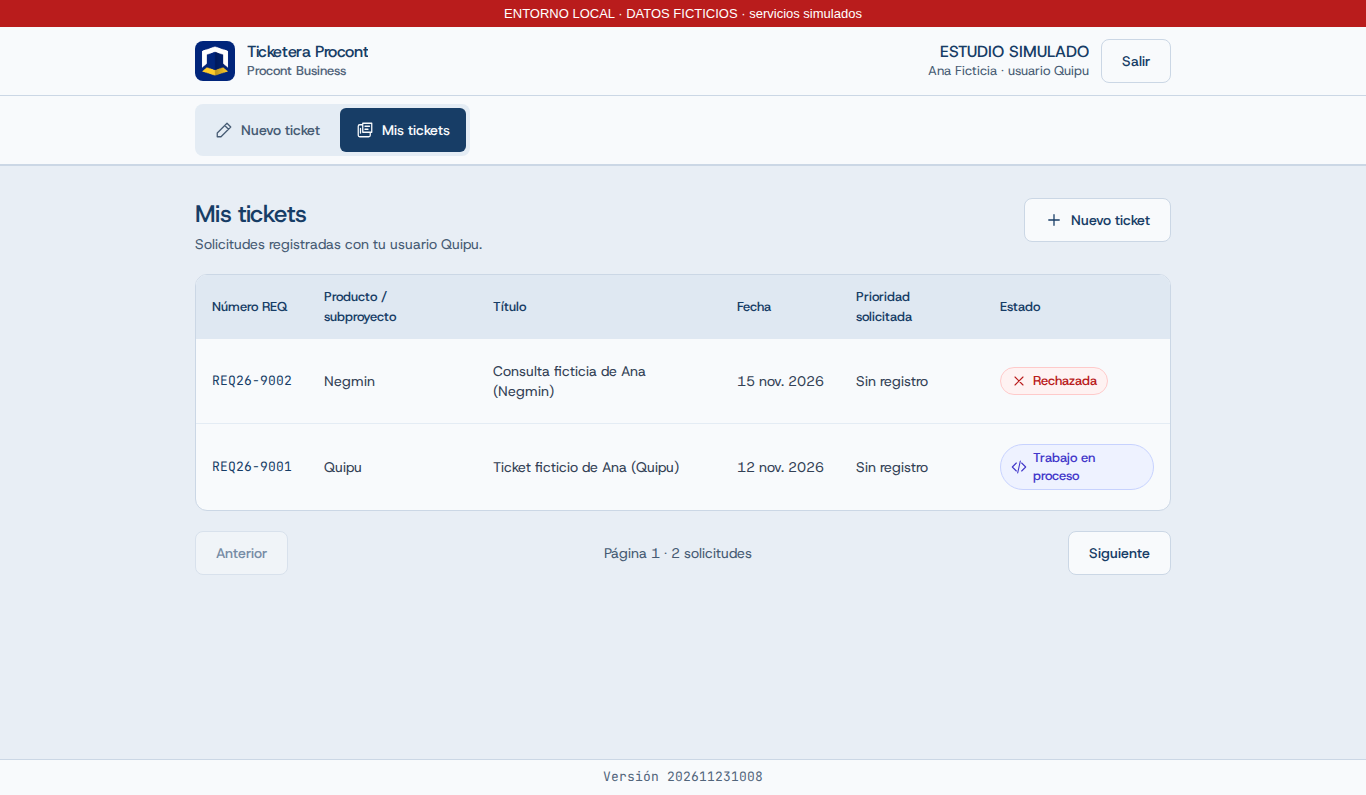 ENTORNO LOCAL · DATOS FICTICIOS · servicios simulados
Ticketera Procont
Procont Business
ESTUDIO SIMULADO
Ana Ficticia · usuario Quipu
Salir
Nuevo ticket
Mis tickets
Mis tickets
Solicitudes registradas con tu usuario Quipu.
Nuevo ticket
Número REQ
Producto /
subproyecto
Título
Fecha
Prioridad
solicitada
Estado
REQ26-9002
Negmin
Consulta ficticia de Ana
(Negmin)
15 nov. 2026
Sin registro
Rechazada
REQ26-9001
Quipu
Ticket ficticio de Ana (Quipu)
12 nov. 2026
Sin registro
Trabajo en
proceso
Anterior
Página 1 · 2 solicitudes
Siguiente
Versión 202611231008